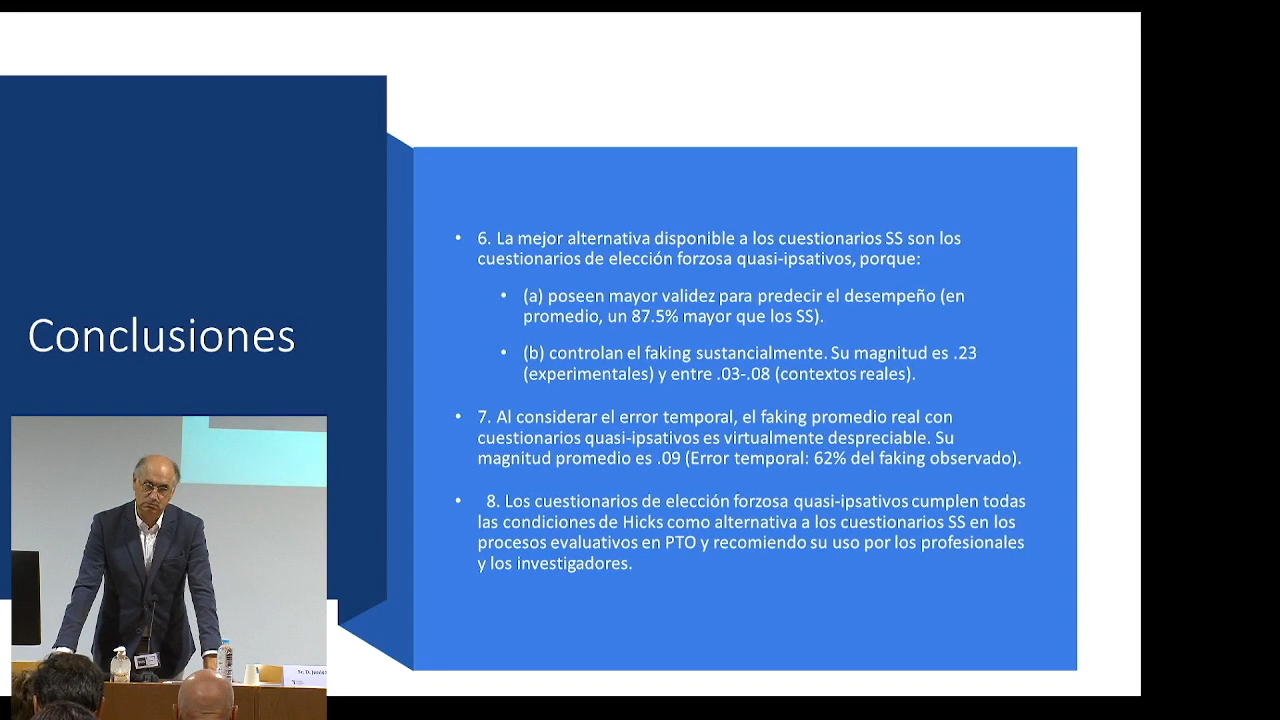 Conclusiones
• 6. La mejor alternativa disponible a los cuestionarios SS son los
cuestionarios de elección forzosa quasi-ipsativos, porque:
• (a) poseen mayor validez para predecir el desempeño (en
promedio, un 87.5% mayor que los SS).
• (b) controlan el faking sustancialmente. Su magnitud es .23
(experimentales) y entre .03-.08 (contextos reales).
• 7. Al considerar el error temporal, el faking promedio real con
cuestionarios quasi-ipsativos es virtualmente despreciable. Su
magnitud promedio es .09 (Error temporal: 62% del faking observado).
• 8. Los cuestionarios de elección forzosa quasi-ipsativos cumplen todas
las condiciones de Hicks como alternativa a los cuestionarios SS en los
procesos evaluativos en PTO y recomiendo su uso por los profesionales
y los investigadores.
Sr. D.